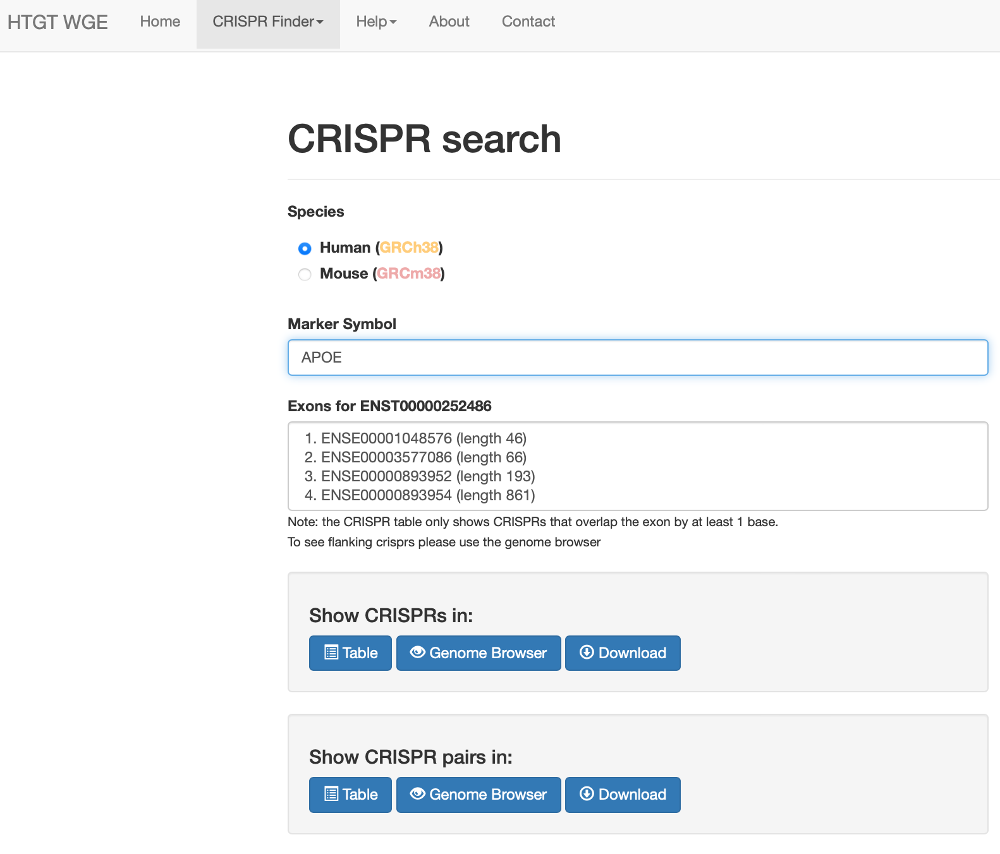 HTGT WGE Home CRISPR Finder Help About Contact
CRISPR search
Species
Human (GRCh38)
Mouse (GRCm38)
Marker Symbol
APOE
Exons for ENST00000252486
1. ENSE00001048576 (length 46)
2. ENSE00003577086 (length 66)
3. ENSE00000893952 (length 193)
4. ENSE00000893954 (length 861)
Note: the CRISPR table only shows CRISPRs that overlap the exon by at least 1 base.
To see flanking crisprs please use the genome browser
Show CRISPRs in:
Table Genome Browser Download
Show CRISPR pairs in:
Table Genome Browser Download